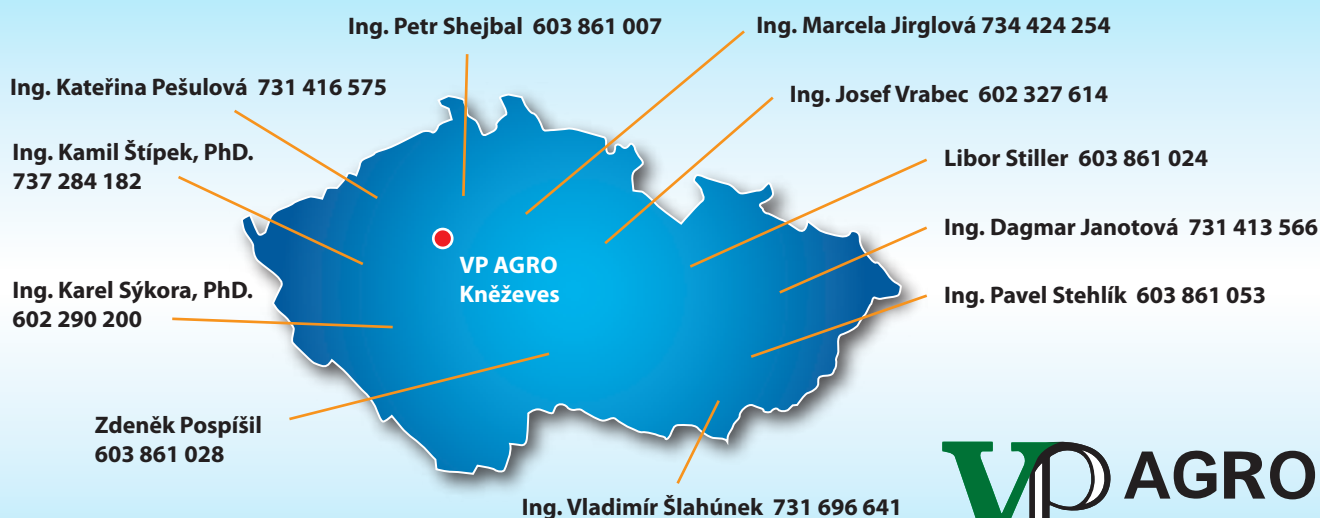 Ing. Petr Shejbal 603 861 007
Ing. Marcela Jirglová 734 424 254
Ing. Kateřina Pešulová 731 416 575
Ing. Josef Vrabec 602 327 614
Ing. Kamil Štípek, PhD.
737 284 182
Libor Stiller 603 861 024
Ing. Dagmar Janotová 731 413 566
VP AGRO
Kněževes
Ing. Karel Sýkora, PhD.
602 290 200
Ing. Pavel Stehlík 603 861 053
Zdeněk Pospíšil
603 861 028
Ing. Vladimír Šlahúnek 731 696 641
VP AGRO